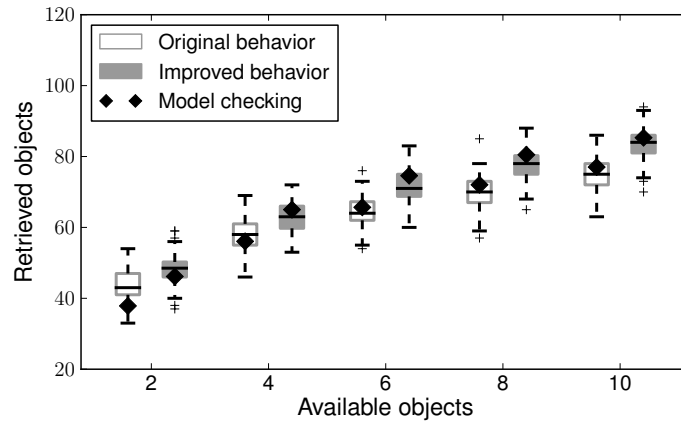 120
100
80
60
40
20
Retrieved objects
Original behavior
Improved behavior
Model checking
2 4 6 8 10
Available objects